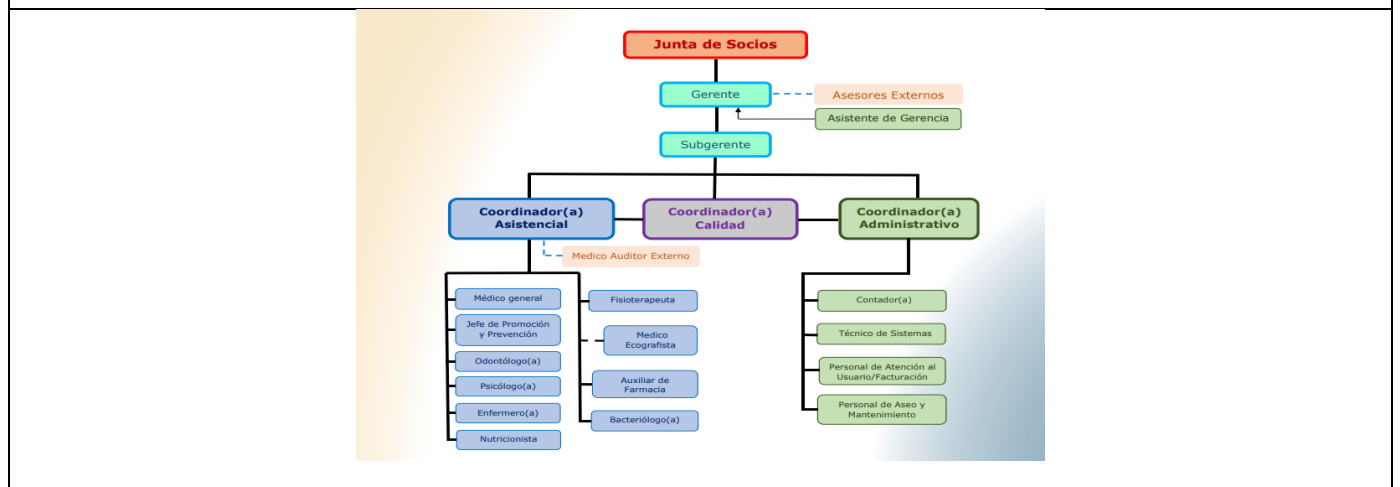 Junta de Socios
Gerente
Asesores Externos
Asistente de Gerencia
Subgerente
Coordinador(a)
Asistencial
Coordinador(a)
Calidad
Coordinador(a)
Administrativo
Medico Auditor Externo
Médico general
Jefe de Promoción
y Prevención
Odontólogo(a)
Psicólogo(a)
Enfermero(a)
Nutricionista
Fisioterapeuta
Medico
Ecografista
Auxiliar de
Farmacia
Bacteriólogo(a)
Contador(a)
Técnico de Sistemas
Personal de Atención al
Usuario/Facturación
Personal de Aseo y
Mantenimiento